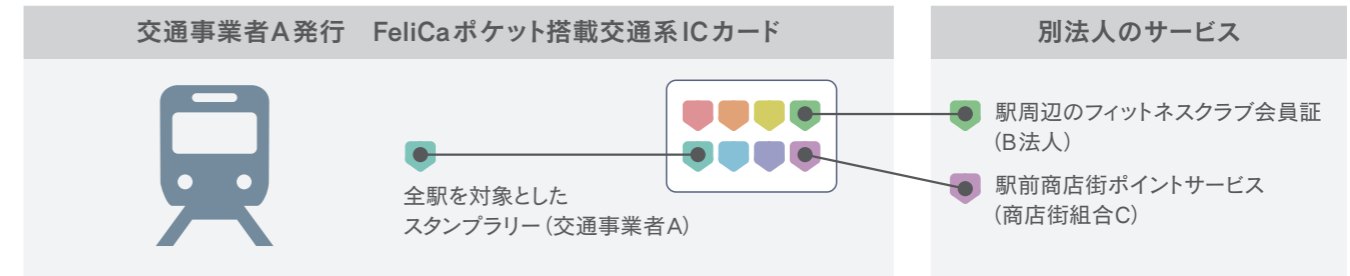 交通事業者A発行　FeliCaポケット搭載交通系ICカード
全駅を対象とした
スタンプラリー(交通事業者A)
別法人のサービス
駅周辺のフィットネスクラブ会員証
(B法人)
駅前商店街ポイントサービス
(商店街組合C)